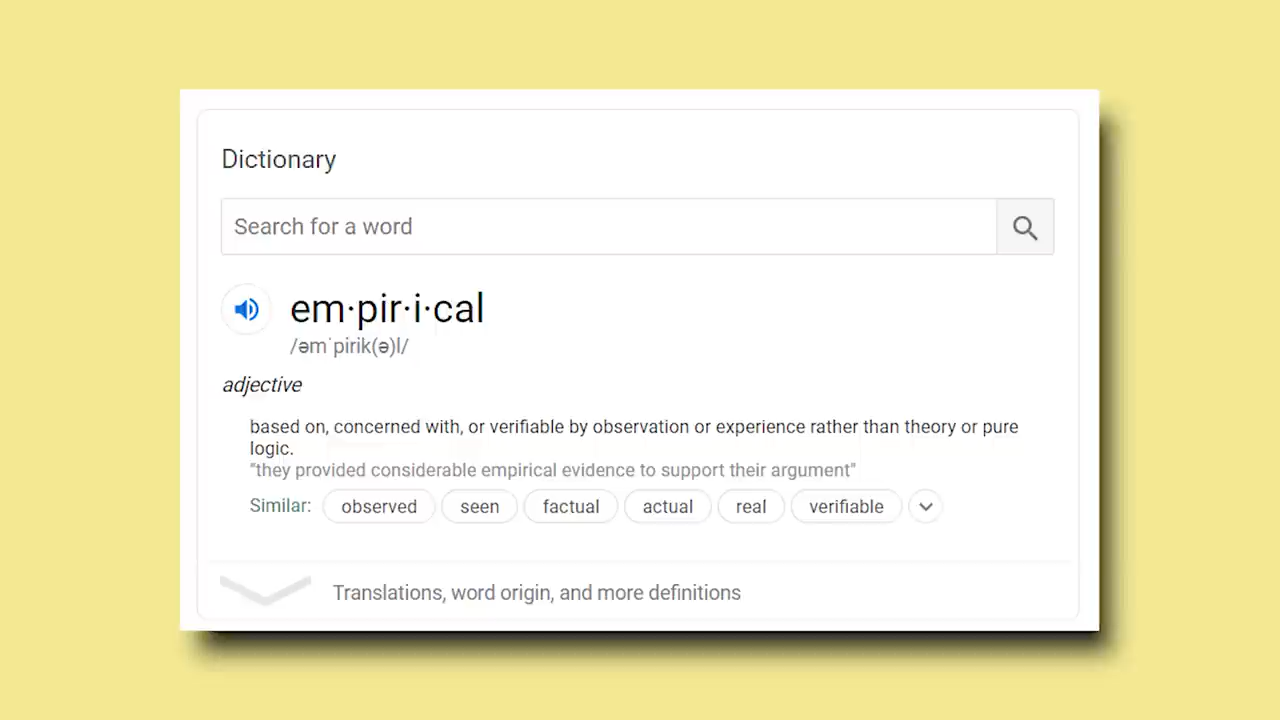 Dictionary
Search for a word
em·pir·i·cal
/əmˈpirik(ə)l/
adjective
based on, concerned with, or verifiable by observation or experience rather than theory or pure
logic.
"they provided considerable empirical evidence to support their argument"
Similar: observed seen factual actual real verifiable
Translations, word origin, and more definitions